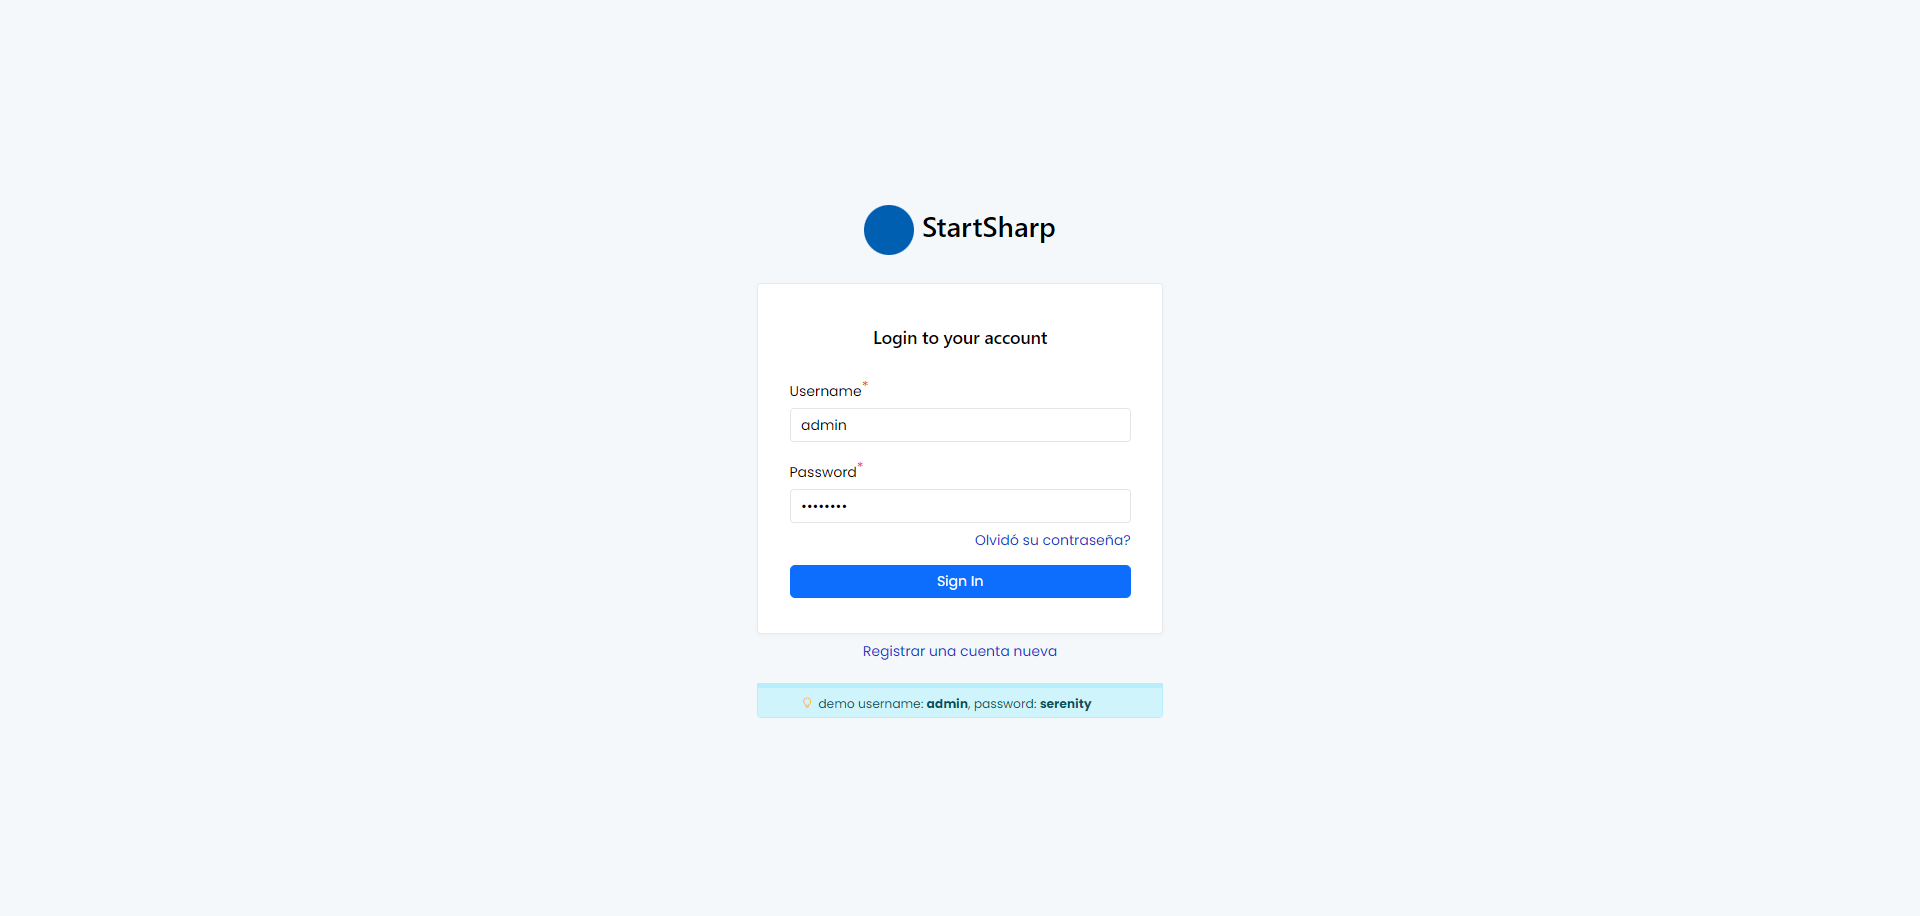 StartSharp
Login to your account
Username*
admin
Password*
••••••••
Olvidó su contraseña?
Sign In
Registrar una cuenta nueva
demo username: admin, password: serenity